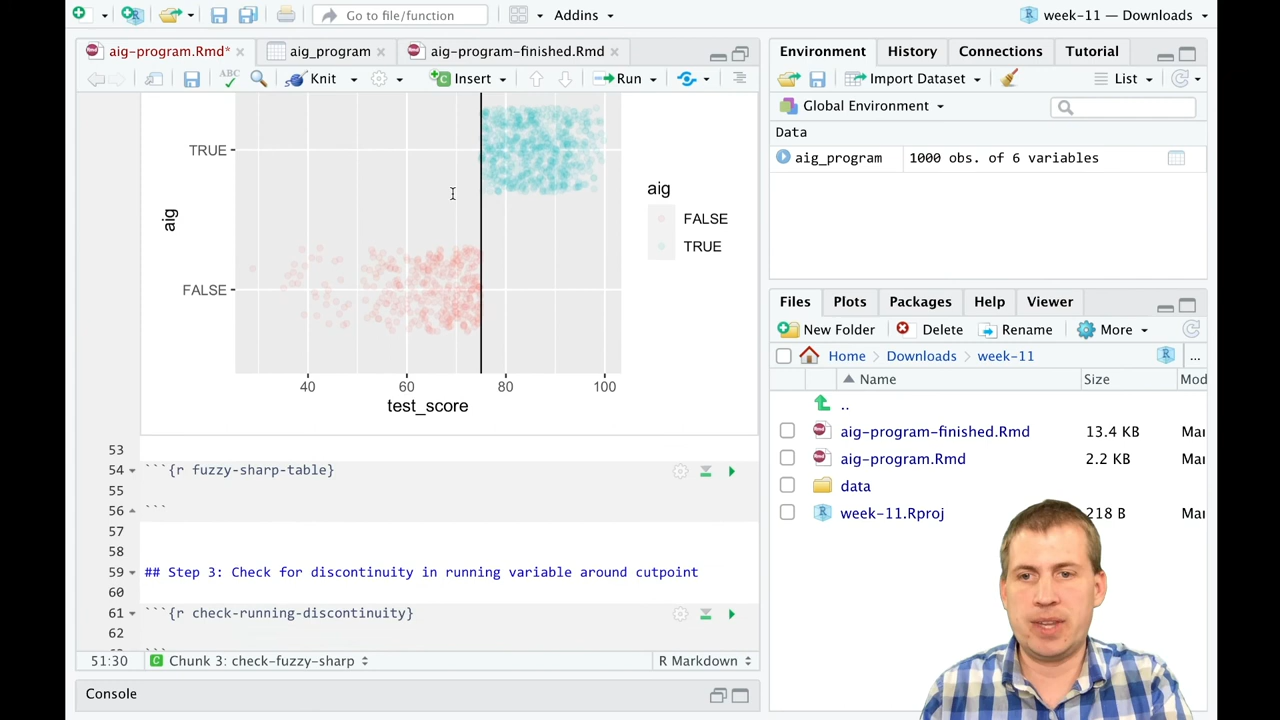 Go to file/function
Addins
week-11 — Downloads
aig-program.Rmd*
aig_program
aig-program-finished.Rmd
ABC
Knit
Insert
Run
TRUE
FALSE
aig
40
60
80
100
test_score
aig
FALSE
TRUE
53
54 ```{r fuzzy-sharp-table}
55
56 ```
57
58
59 ## Step 3: Check for discontinuity in running variable around cutpoint
60
61 ```{r check-running-discontinuity}
62
51:30
Chunk 3: check-fuzzy-sharp
R Markdown
Console
Environment
History
Connections
Tutorial
Import Dataset
List
Global Environment
Data
aig_program
1000 obs. of 6 variables
Files
Plots
Packages
Help
Viewer
New Folder
Delete
Rename
More
Home
Downloads
week-11
...
Name
Size
Mod
..
aig-program-finished.Rmd
13.4 KB
Mar
aig-program.Rmd
2.2 KB
Mar
data
week-11.Rproj
218 B
Mar